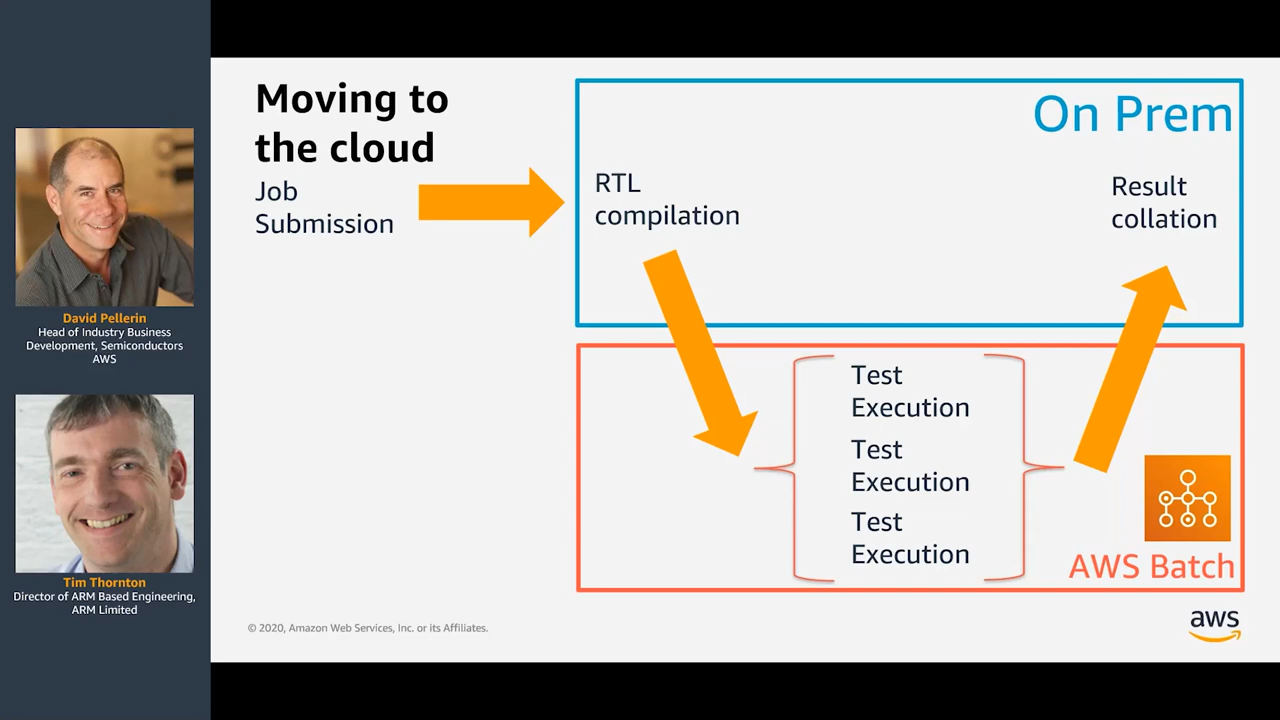 David Pellerin
Head of Industry Business
Development, Semiconductors
AWS
Tim Thornton
Director of ARM Based Engineering,
ARM Limited
Moving to
the cloud
Job
Submission
On Prem
RTL
compilation
Result
collation
Test
Execution
Test
Execution
Test
Execution
AWS Batch
© 2020, Amazon Web Services, Inc. or its Affiliates.
aws